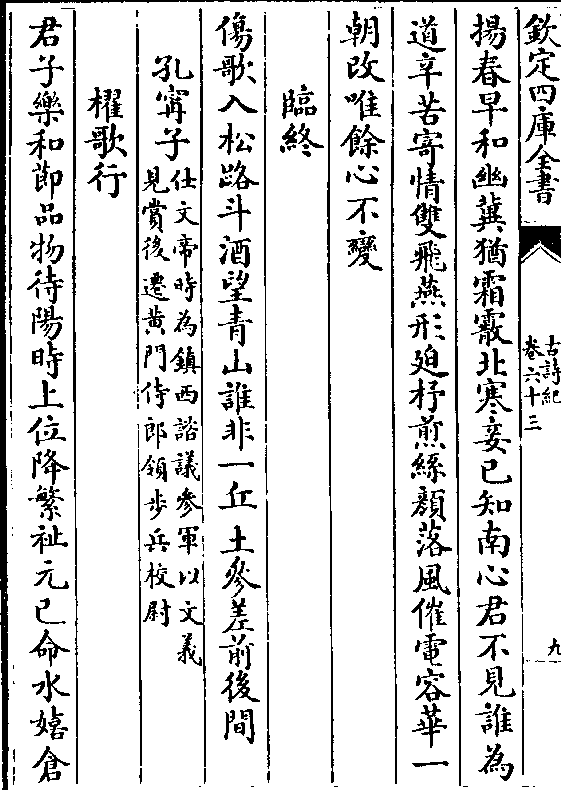 欽定四庫全書
古詩紀
卷六十三
九
揚春早和幽冀猶霜霰北寒妾已知南心君不見誰為
道辛苦寄情雙飛燕形廹杼煎絲顔落風催電容華一
朝改唯餘心不變
臨終
傷歌入松路斗酒望青山誰非一丘土參差前後間
孔甯子
仕文帝時為鎮西諮議參軍以文義
見賞後遷黄門侍郎領步兵校尉
櫂歌行
君子樂和節品物待陽時上位降繁祉元巳命水嬉倉